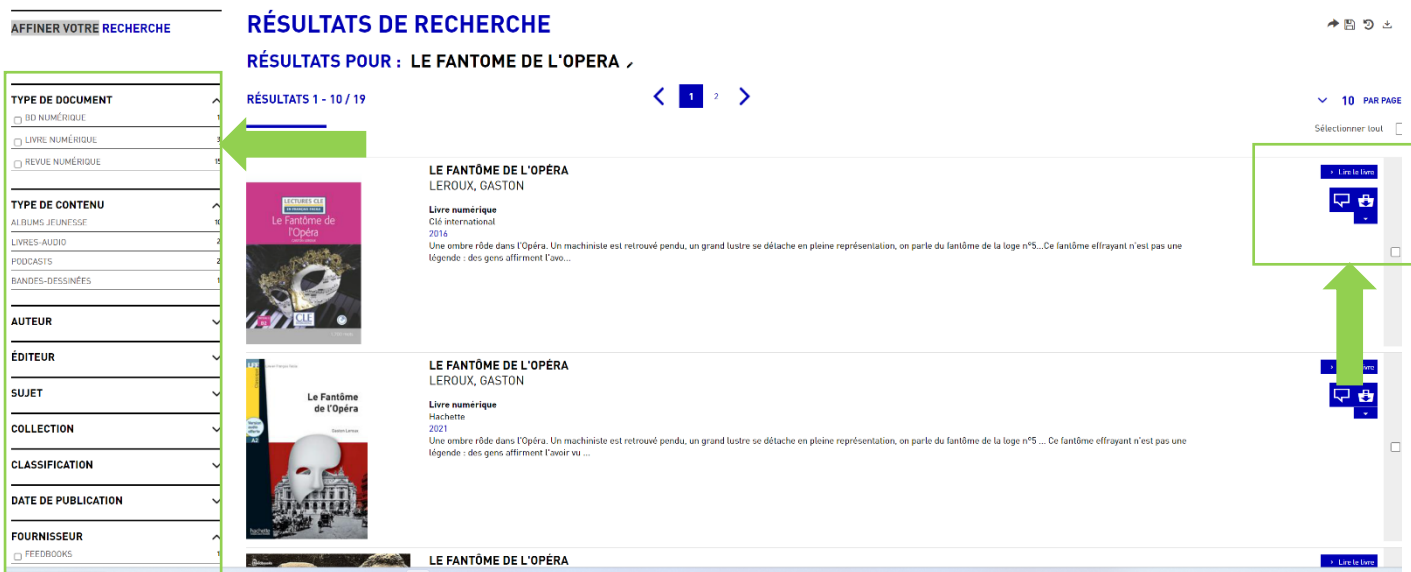 AFFINER VOTRE RECHERCHE
RÉSULTATS DE RECHERCHE
RÉSULTATS POUR : LE FANTOME DE L'OPERA
RÉSULTATS 1 - 10 / 19
1 2
10 PAR PAGE
Sélectionner tout
TYPE DE DOCUMENT
BD NUMÉRIQUE 1
LIVRE NUMÉRIQUE 3
REVUE NUMÉRIQUE 15
TYPE DE CONTENU
ALBUMS JEUNESSE 10
LIVRES-AUDIO 2
PODCASTS 2
BANDES-DESSINÉES 1
AUTEUR
ÉDITEUR
SUJET
COLLECTION
CLASSIFICATION
DATE DE PUBLICATION
FOURNISSEUR
FEEDBOOKS 1
LECTURES CLE
EN FRANÇAIS FACILE
Le Fantôme de
l'Opéra
CLE
LE FANTÔME DE L'OPÉRA
LEROUX, GASTON
Livre numérique
Clé international
2016
Une ombre rôde dans l'Opéra. Un machiniste est retrouvé pendu, un grand lustre se détache en pleine représentation, on parle du fantôme de la loge n°5...Ce fantôme effrayant n'est pas une
légende : des gens affirment l'avo...
Lire le livre
Le Fantôme
de l'Opéra
Gaston Leroux
A2
LE FANTÔME DE L'OPÉRA
LEROUX, GASTON
Livre numérique
Hachette
2021
Une ombre rôde dans l'Opéra. Un machiniste est retrouvé pendu, un grand lustre se détache en pleine représentation, on parle du fantôme de la loge n°5 ... Ce fantôme effrayant n'est pas une
légende : des gens affirment l'avoir vu ...
LE FANTÔME DE L'OPÉRA
Lire le livre